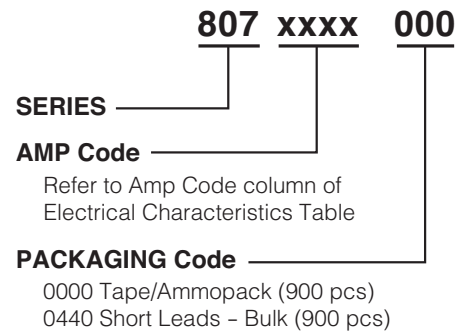 807 xxxx 000
SERIES
AMP Code
Refer to Amp Code column of
Electrical Characteristics Table
PACKAGING Code
0000 Tape/Ammopack (900 pcs)
0440 Short Leads – Bulk (900 pcs)